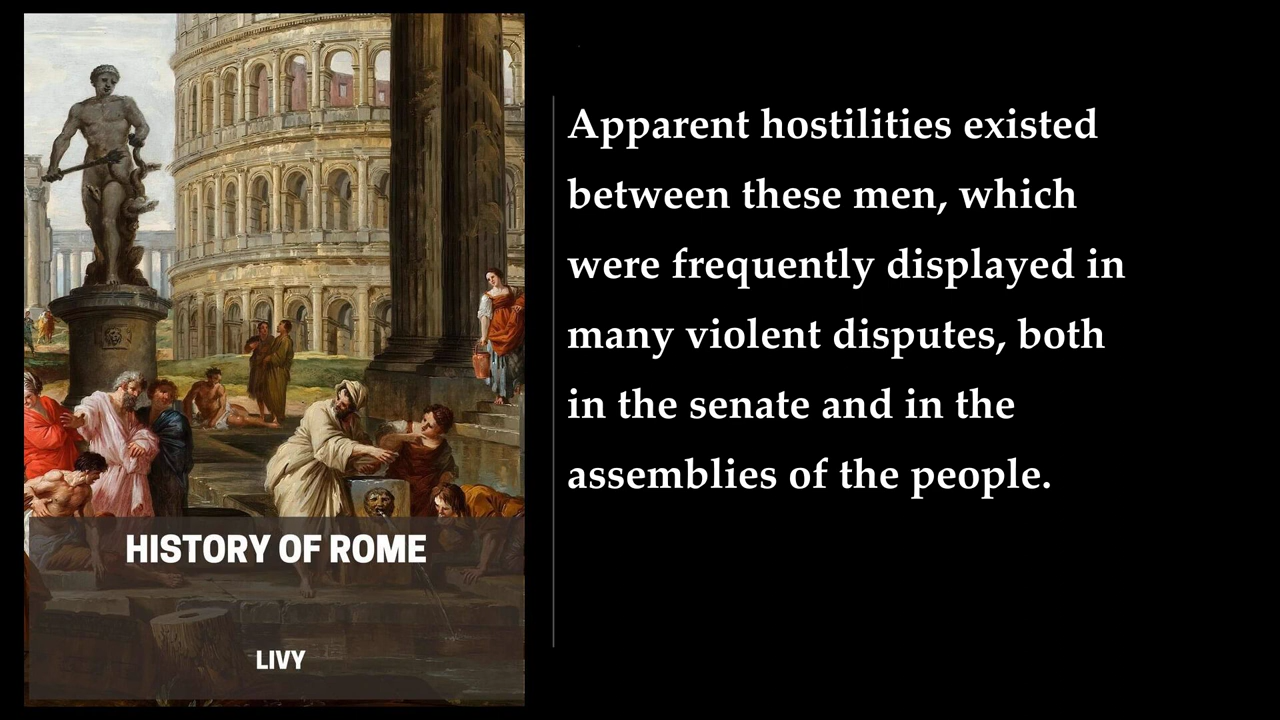 Apparent hostilities existed
between these men, which
were frequently displayed in
many violent disputes, both
in the senate and in the
assemblies of the people.
HISTORY OF ROME
LIVY